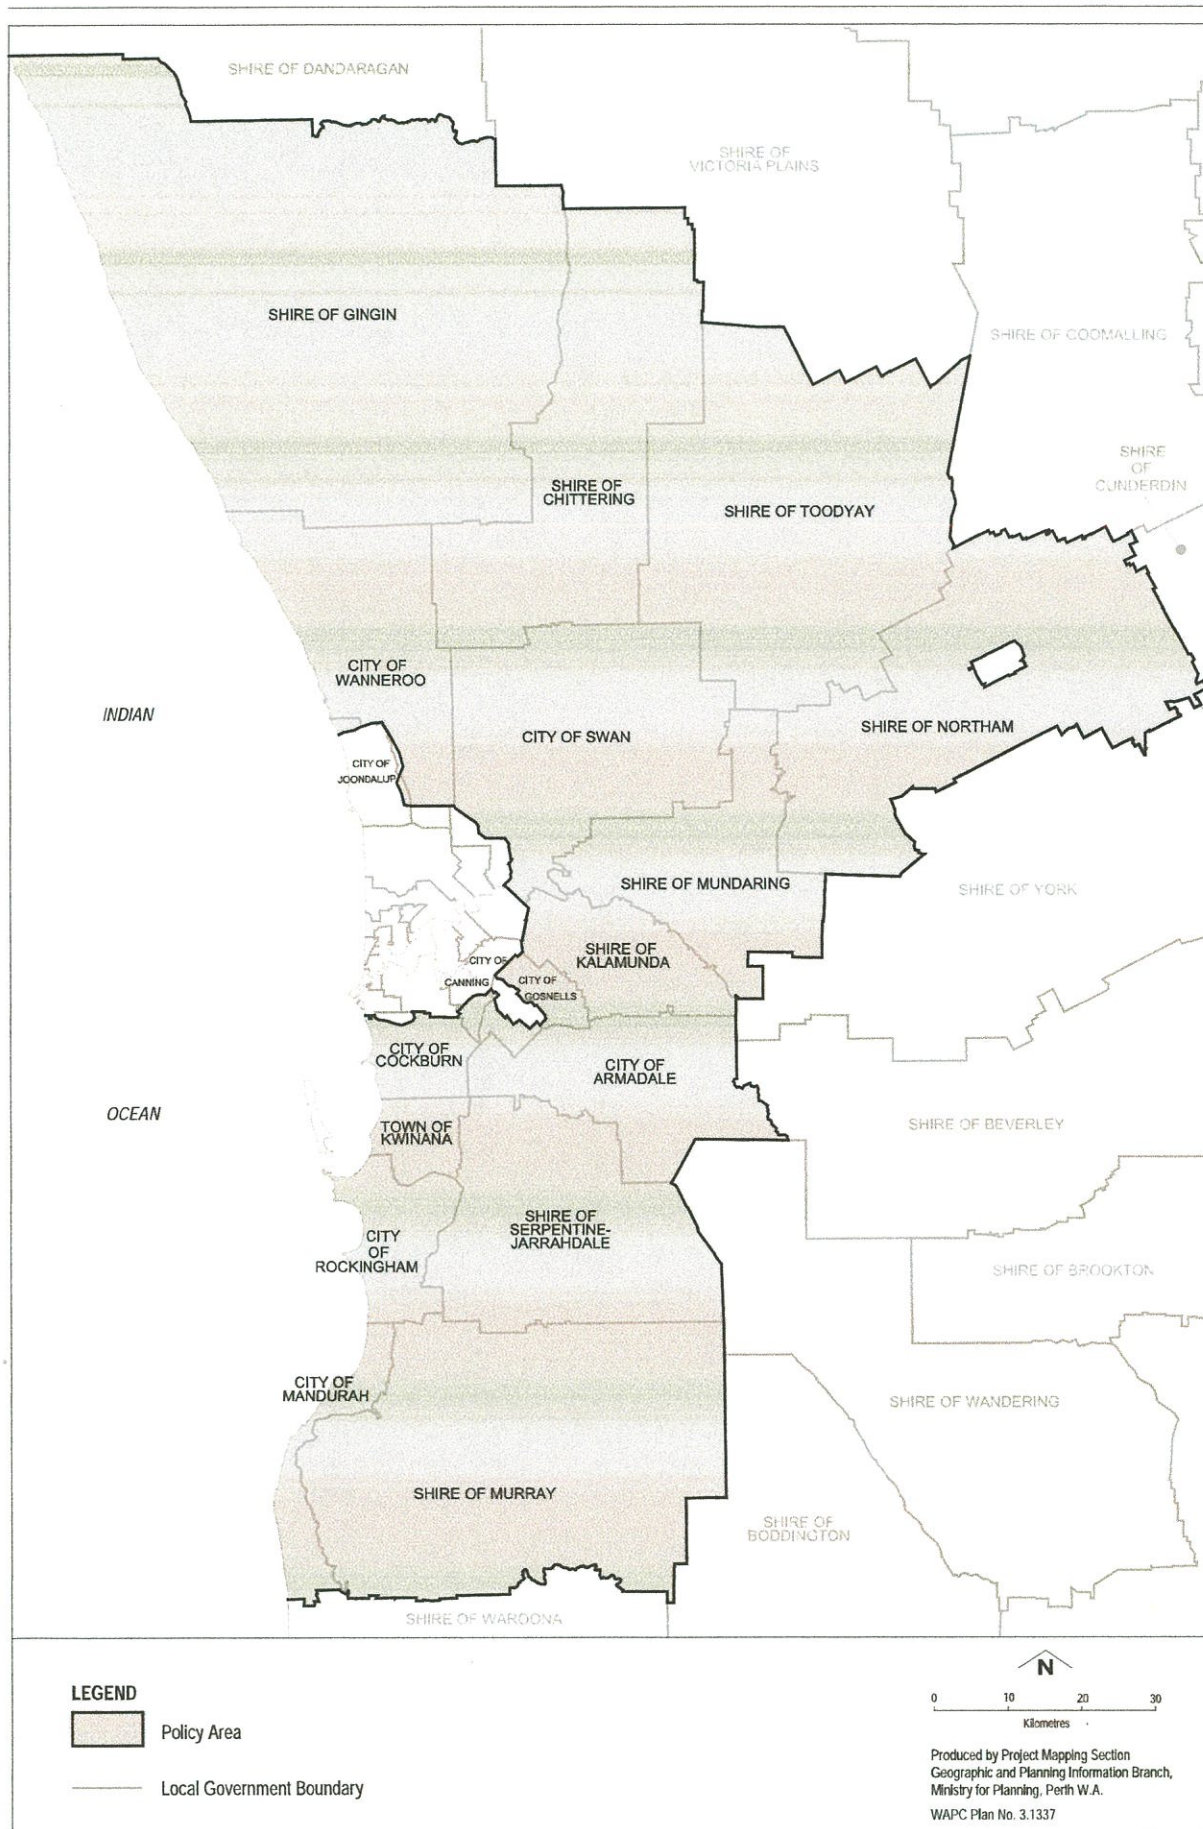 SHIRE OF DANDARAGAN
SHIRE OF
VICTORIA PLAINS
SHIRE OF GINGIN
SHIRE OF COOMALLING
SHIRE
OF
CUNDERDIN
SHIRE OF
CHITTERING
SHIRE OF TOODYAY
CITY OF
WANNEROO
INDIAN
CITY OF SWAN
SHIRE OF NORTHAM
CITY OF
JOONDALUP
SHIRE OF MUNDARING
SHIRE OF YORK
SHIRE OF
KALAMUNDA
CITY OF
CANNING
CITY OF
GOSNELLS
CITY OF
COCKBURN
CITY OF
ARMADALE
OCEAN
TOWN OF
KWINANA
SHIRE OF BEVERLEY
SHIRE OF
SERPENTINE-
JARRAHDALE
CITY
OF
ROCKINGHAM
SHIRE OF BROOKTON
CITY OF
MANDURAH
SHIRE OF WANDERING
SHIRE OF MURRAY
SHIRE OF
BODDINGTON
SHIRE OF WAROONA
LEGEND
Policy Area
Local Government Boundary
N
0 10 20 30
Kilometres
Produced by Project Mapping Section
Geographic and Planning Information Branch,
Ministry for Planning, Perth W.A.
WAPC Plan No. 3.1337